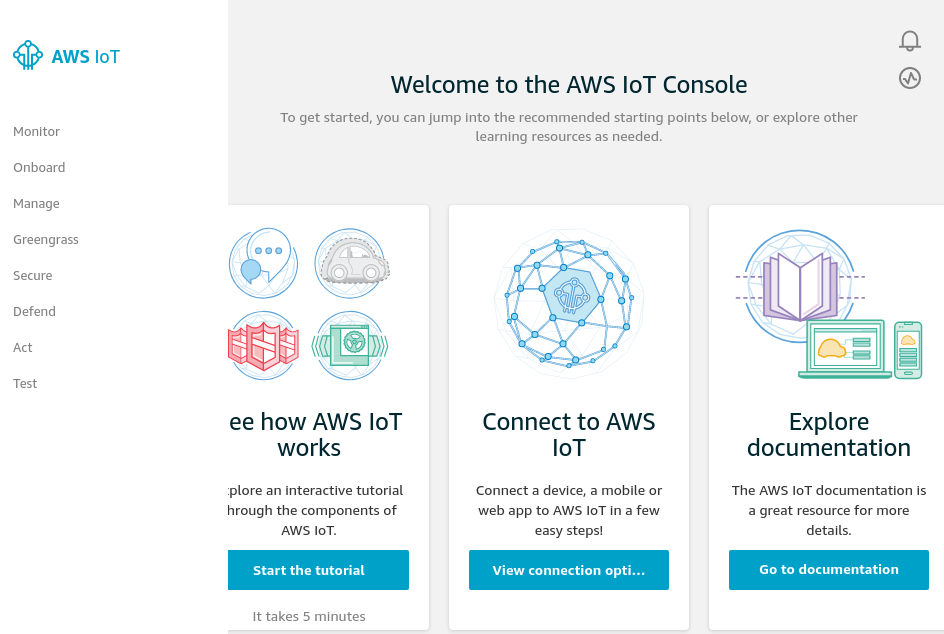 AWS IoT
Monitor
Onboard
Manage
Greengrass
Secure
Defend
Act
Test
Welcome to the AWS IoT Console
To get started, you can jump into the recommended starting points below, or explore other
learning resources as needed.
ee how AWS IoT
works
plore an interactive tutorial
hrough the components of
AWS IoT.
Start the tutorial
It takes 5 minutes
Connect to AWS
IoT
Connect a device, a mobile or
web app to AWS IoT in a few
easy steps!
View connection opti...
Explore
documentation
The AWS IoT documentation is
a great resource for more
details.
Go to documentation